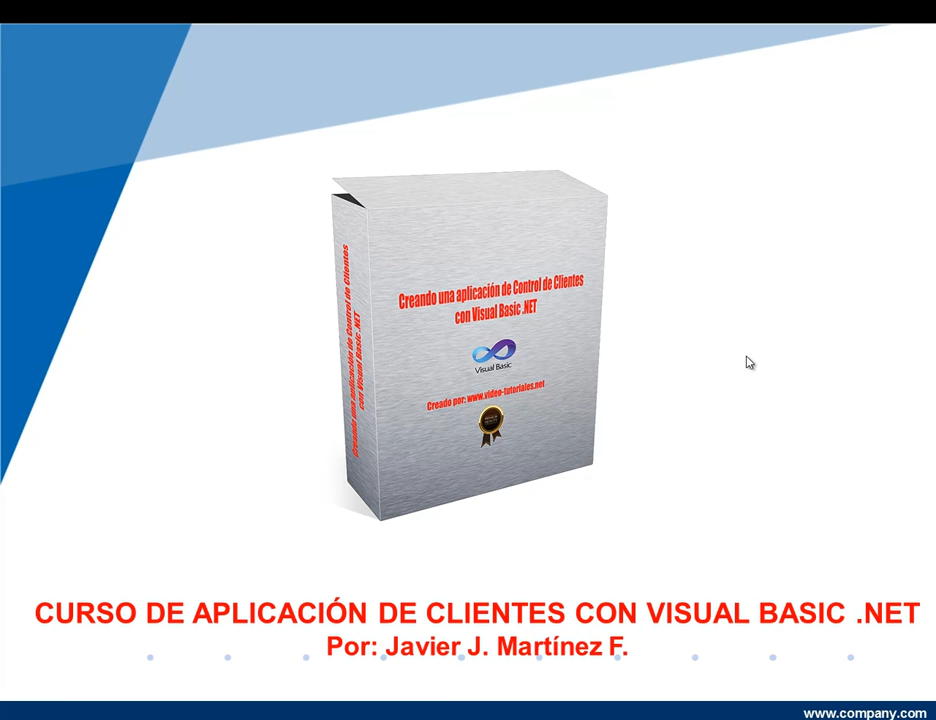 Creando una aplicación de Control de Clientes
con Visual Basic .NET
Creando una aplicación de Control de Clientes
con Visual Basic .NET
Visual Basic
Creado por: www.video-tutoriales.net
CURSO DE APLICACIÓN DE CLIENTES CON VISUAL BASIC .NET
Por: Javier J. Martínez F.
www.company.com